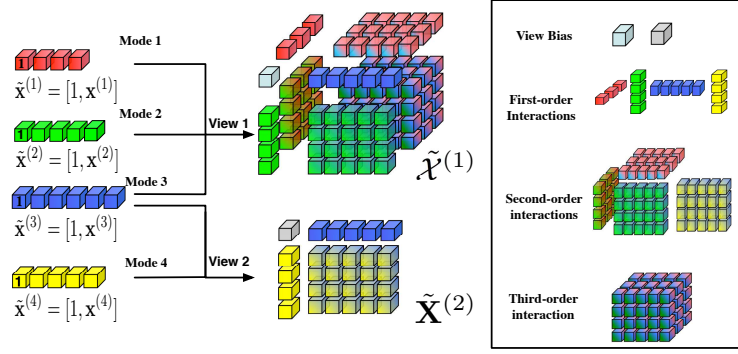 Mode 1
1
x̃⁽¹⁾ = [1, x⁽¹⁾]
Mode 2
1
x̃⁽²⁾ = [1, x⁽²⁾]
View 1
𝒳̃⁽¹⁾
Mode 3
1
x̃⁽³⁾ = [1, x⁽³⁾]
Mode 4
1
x̃⁽⁴⁾ = [1, x⁽⁴⁾]
View 2
X̃⁽²⁾
View Bias
First-order
Interactions
Second-order
interactions
Third-order
interaction